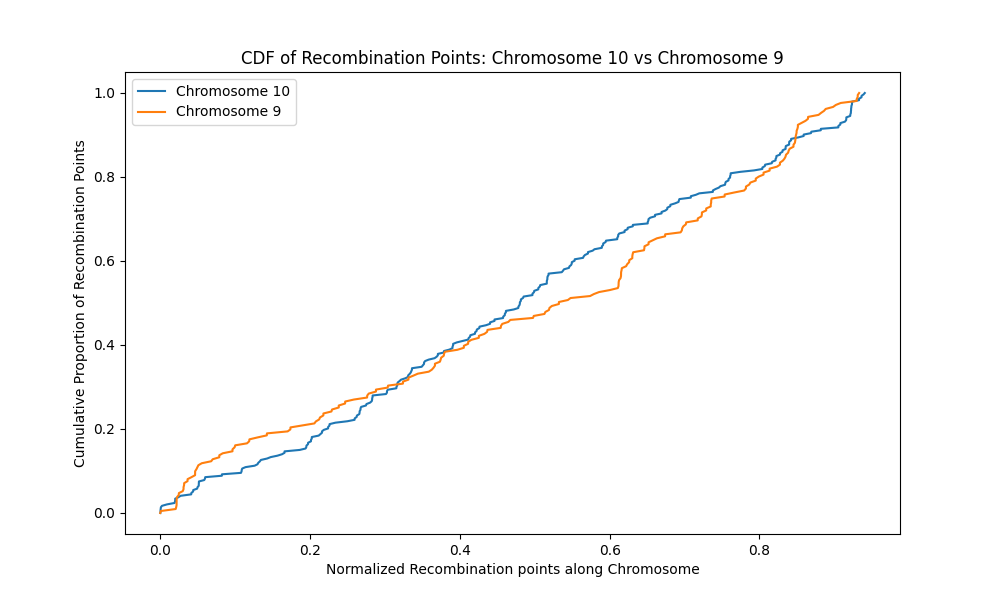 CDF of Recombination Points: Chromosome 10 vs Chromosome 9
Chromosome 10
Chromosome 9
Cumulative Proportion of Recombination Points
1.0
0.8
0.6
0.4
0.2
0.0
0.0 0.2 0.4 0.6 0.8
Normalized Recombination points along Chromosome